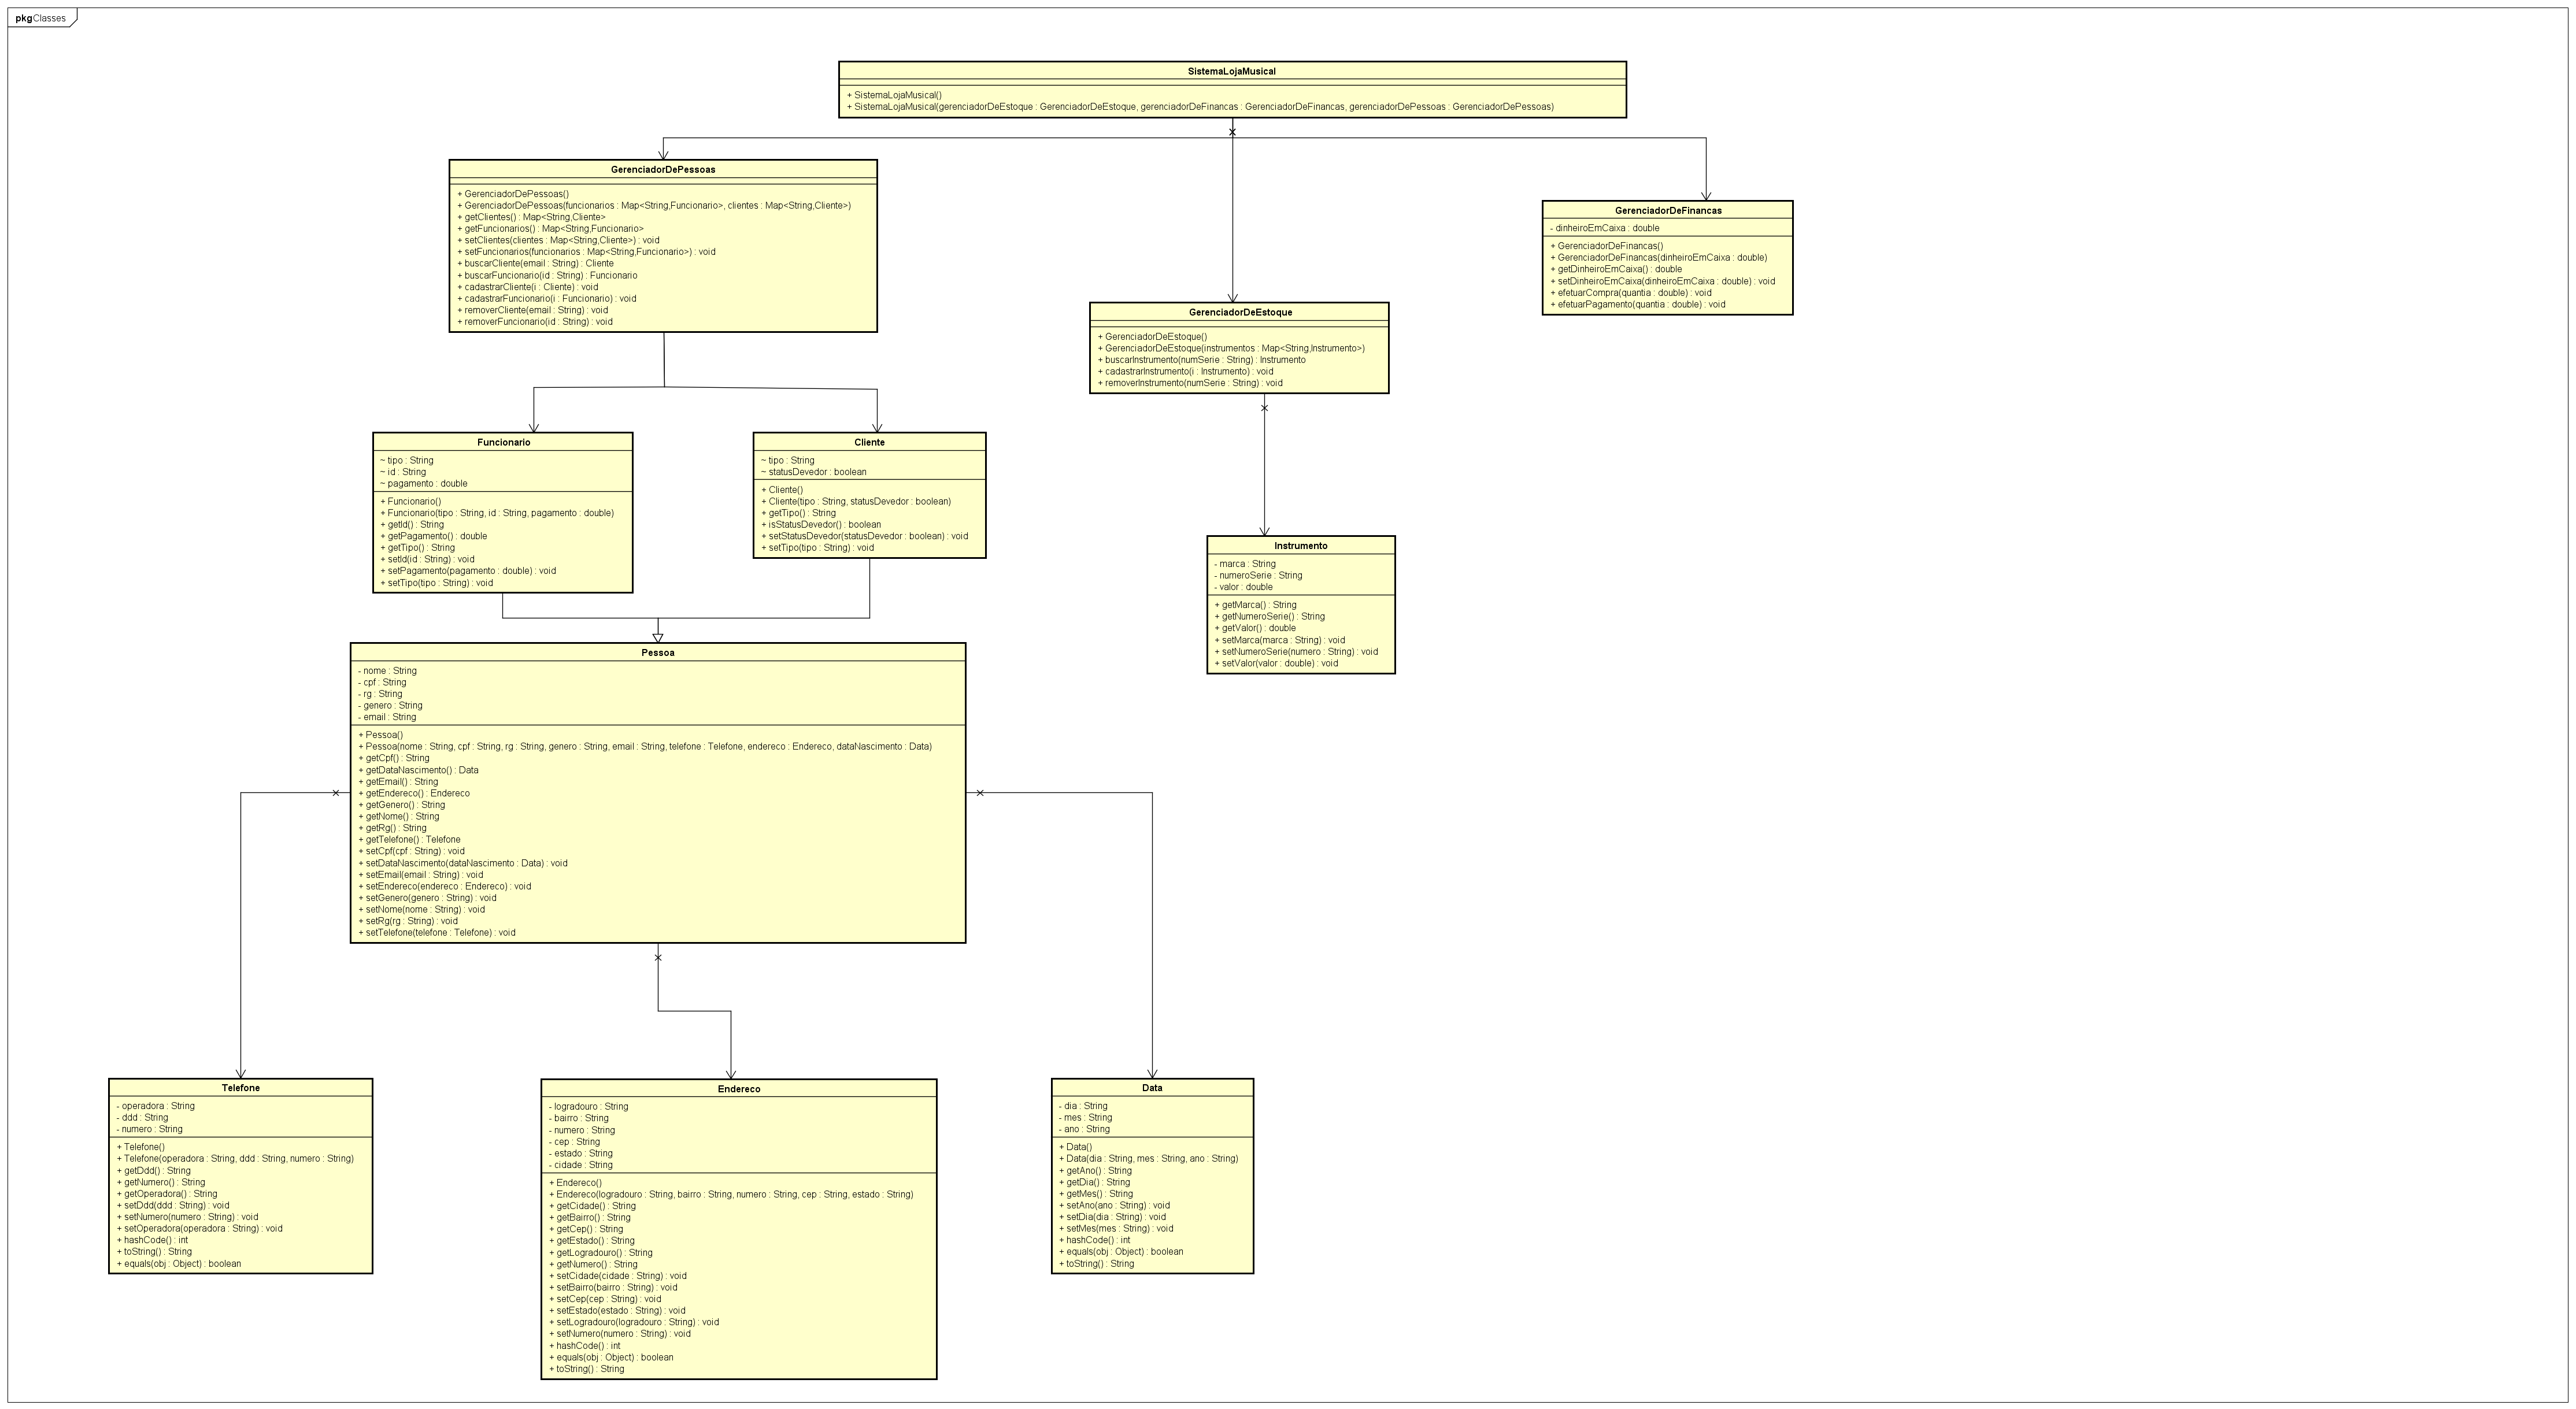 pkg Classes
SistemaLojaMusical
+ SistemaLojaMusical()
+ SistemaLojaMusical(gerenciadorDeEstoque : GerenciadorDeEstoque, gerenciadorDeFinancas : GerenciadorDeFinancas, gerenciadorDePessoas : GerenciadorDePessoas)
GerenciadorDePessoas
+ GerenciadorDePessoas()
+ GerenciadorDePessoas(funcionarios : Map<String,Funcionario>, clientes : Map<String,Cliente>)
+ getClientes() : Map<String,Cliente>
+ getFuncionarios() : Map<String,Funcionario>
+ setClientes(clientes : Map<String,Cliente>) : void
+ setFuncionarios(funcionarios : Map<String,Funcionario>) : void
+ buscarCliente(email : String) : Cliente
+ buscarFuncionario(id : String) : Funcionario
+ cadastrarCliente(i : Cliente) : void
+ cadastrarFuncionario(i : Funcionario) : void
+ removerCliente(email : String) : void
+ removerFuncionario(id : String) : void
GerenciadorDeFinancas
- dinheiroEmCaixa : double
+ GerenciadorDeFinancas()
+ GerenciadorDeFinancas(dinheiroEmCaixa : double)
+ getDinheiroEmCaixa() : double
+ setDinheiroEmCaixa(dinheiroEmCaixa : double) : void
+ efetuarCompra(quantia : double) : void
+ efetuarPagamento(quantia : double) : void
GerenciadorDeEstoque
+ GerenciadorDeEstoque()
+ GerenciadorDeEstoque(instrumentos : Map<String,Instrumento>)
+ buscarInstrumento(numSerie : String) : Instrumento
+ cadastrarInstrumento(i : Instrumento) : void
+ removerInstrumento(numSerie : String) : void
Funcionario
~ tipo : String
~ id : String
~ pagamento : double
+ Funcionario()
+ Funcionario(tipo : String, id : String, pagamento : double)
+ getId() : String
+ getPagamento() : double
+ getTipo() : String
+ setId(id : String) : void
+ setPagamento(pagamento : double) : void
+ setTipo(tipo : String) : void
Cliente
~ tipo : String
~ statusDevedor : boolean
+ Cliente()
+ Cliente(tipo : String, statusDevedor : boolean)
+ getTipo() : String
+ isStatusDevedor() : boolean
+ setStatusDevedor(statusDevedor : boolean) : void
+ setTipo(tipo : String) : void
Instrumento
- marca : String
- numeroSerie : String
- valor : double
+ getMarca() : String
+ getNumeroSerie() : String
+ getValor() : double
+ setMarca(marca : String) : void
+ setNumeroSerie(numero : String) : void
+ setValor(valor : double) : void
Pessoa
- nome : String
- cpf : String
- rg : String
- genero : String
- email : String
+ Pessoa()
+ Pessoa(nome : String, cpf : String, rg : String, genero : String, email : String, telefone : Telefone, endereco : Endereco, dataNascimento : Data)
+ getCpf() : String
+ getDataNascimento() : Data
+ getEmail() : String
+ getEndereco() : Endereco
+ getGenero() : String
+ getNome() : String
+ getRg() : String
+ getTelefone() : Telefone
+ setCpf(cpf : String) : void
+ setDataNascimento(dataNascimento : Data) : void
+ setEmail(email : String) : void
+ setEndereco(endereco : Endereco) : void
+ setGenero(genero : String) : void
+ setNome(nome : String) : void
+ setRg(rg : String) : void
+ setTelefone(telefone : Telefone) : void
Telefone
- operadora : String
- ddd : String
- numero : String
+ Telefone()
+ Telefone(operadora : String, ddd : String, numero : String)
+ getDdd() : String
+ getNumero() : String
+ getOperadora() : String
+ setDdd(ddd : String) : void
+ setNumero(numero : String) : void
+ setOperadora(operadora : String) : void
+ hashCode() : int
+ toString() : String
+ equals(obj : Object) : boolean
Endereco
- logradouro : String
- bairro : String
- numero : String
- cep : String
- estado : String
- cidade : String
+ Endereco()
+ Endereco(logradouro : String, bairro : String, numero : String, cep : String, estado : String)
+ getCidade() : String
+ getBairro() : String
+ getCep() : String
+ getEstado() : String
+ getLogradouro() : String
+ getNumero() : String
+ setCidade(cidade : String) : void
+ setBairro(bairro : String) : void
+ setCep(cep : String) : void
+ setEstado(estado : String) : void
+ setLogradouro(logradouro : String) : void
+ setNumero(numero : String) : void
+ hashCode() : int
+ equals(obj : Object) : boolean
+ toString() : String
Data
- dia : String
- mes : String
- ano : String
+ Data()
+ Data(dia : String, mes : String, ano : String)
+ getAno() : String
+ getDia() : String
+ getMes() : String
+ setAno(ano : String) : void
+ setDia(dia : String) : void
+ setMes(mes : String) : void
+ hashCode() : int
+ equals(obj : Object) : boolean
+ toString() : String